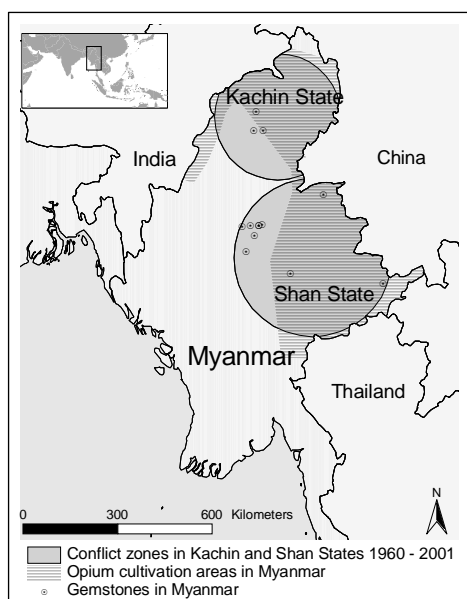 Kachin State
India
China
Shan State
Myanmar
Thailand
N
0 300 600 Kilometers
Conflict zones in Kachin and Shan States 1960 - 2001
Opium cultivation areas in Myanmar
Gemstones in Myanmar